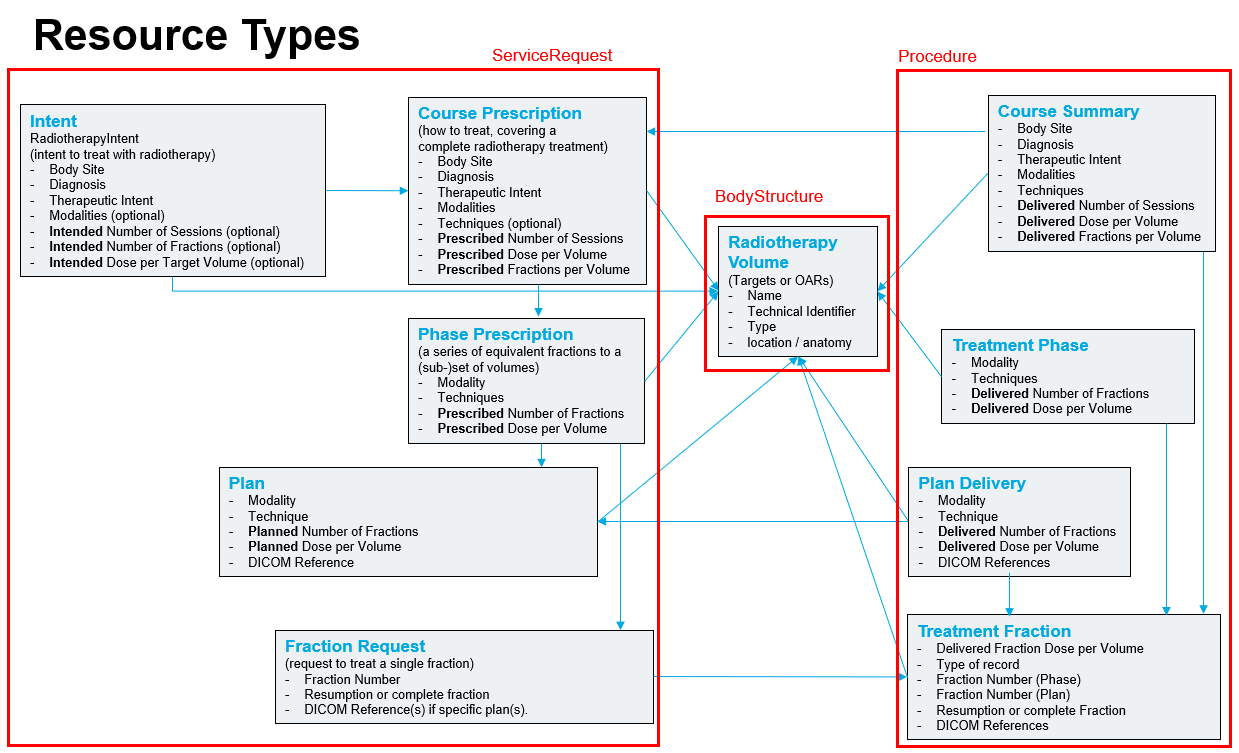 Resource Types
ServiceRequest
Intent
RadiotherapyIntent
(intent to treat with radiotherapy)
- Body Site
- Diagnosis
- Therapeutic Intent
- Modalities (optional)
- Intended Number of Sessions (optional)
- Intended Number of Fractions (optional)
- Intended Dose per Target Volume (optional)
Course Prescription
(how to treat, covering a
complete radiotherapy treatment)
- Body Site
- Diagnosis
- Therapeutic Intent
- Modalities
- Techniques (optional)
- Prescribed Number of Sessions
- Prescribed Dose per Volume
- Prescribed Fractions per Volume
Phase Prescription
(a series of equivalent fractions to a
(sub-)set of volumes)
- Modality
- Techniques
- Prescribed Number of Fractions
- Prescribed Dose per Volume
Plan
- Modality
- Technique
- Planned Number of Fractions
- Planned Dose per Volume
- DICOM Reference
Fraction Request
(request to treat a single fraction)
- Fraction Number
- Resumption or complete fraction
- DICOM Reference(s) if specific plan(s).
BodyStructure
Radiotherapy
Volume
(Targets or OARs)
- Name
- Technical Identifier
- Type
- location / anatomy
Procedure
Course Summary
- Body Site
- Diagnosis
- Therapeutic Intent
- Modalities
- Techniques
- Delivered Number of Sessions
- Delivered Dose per Volume
- Delivered Fractions per Volume
Treatment Phase
- Modality
- Techniques
- Delivered Number of Fractions
- Delivered Dose per Volume
Plan Delivery
- Modality
- Technique
- Delivered Number of Fractions
- Delivered Dose per Volume
- DICOM References
Treatment Fraction
- Delivered Fraction Dose per Volume
- Type of record
- Fraction Number (Phase)
- Fraction Number (Plan)
- Resumption or complete Fraction
- DICOM References